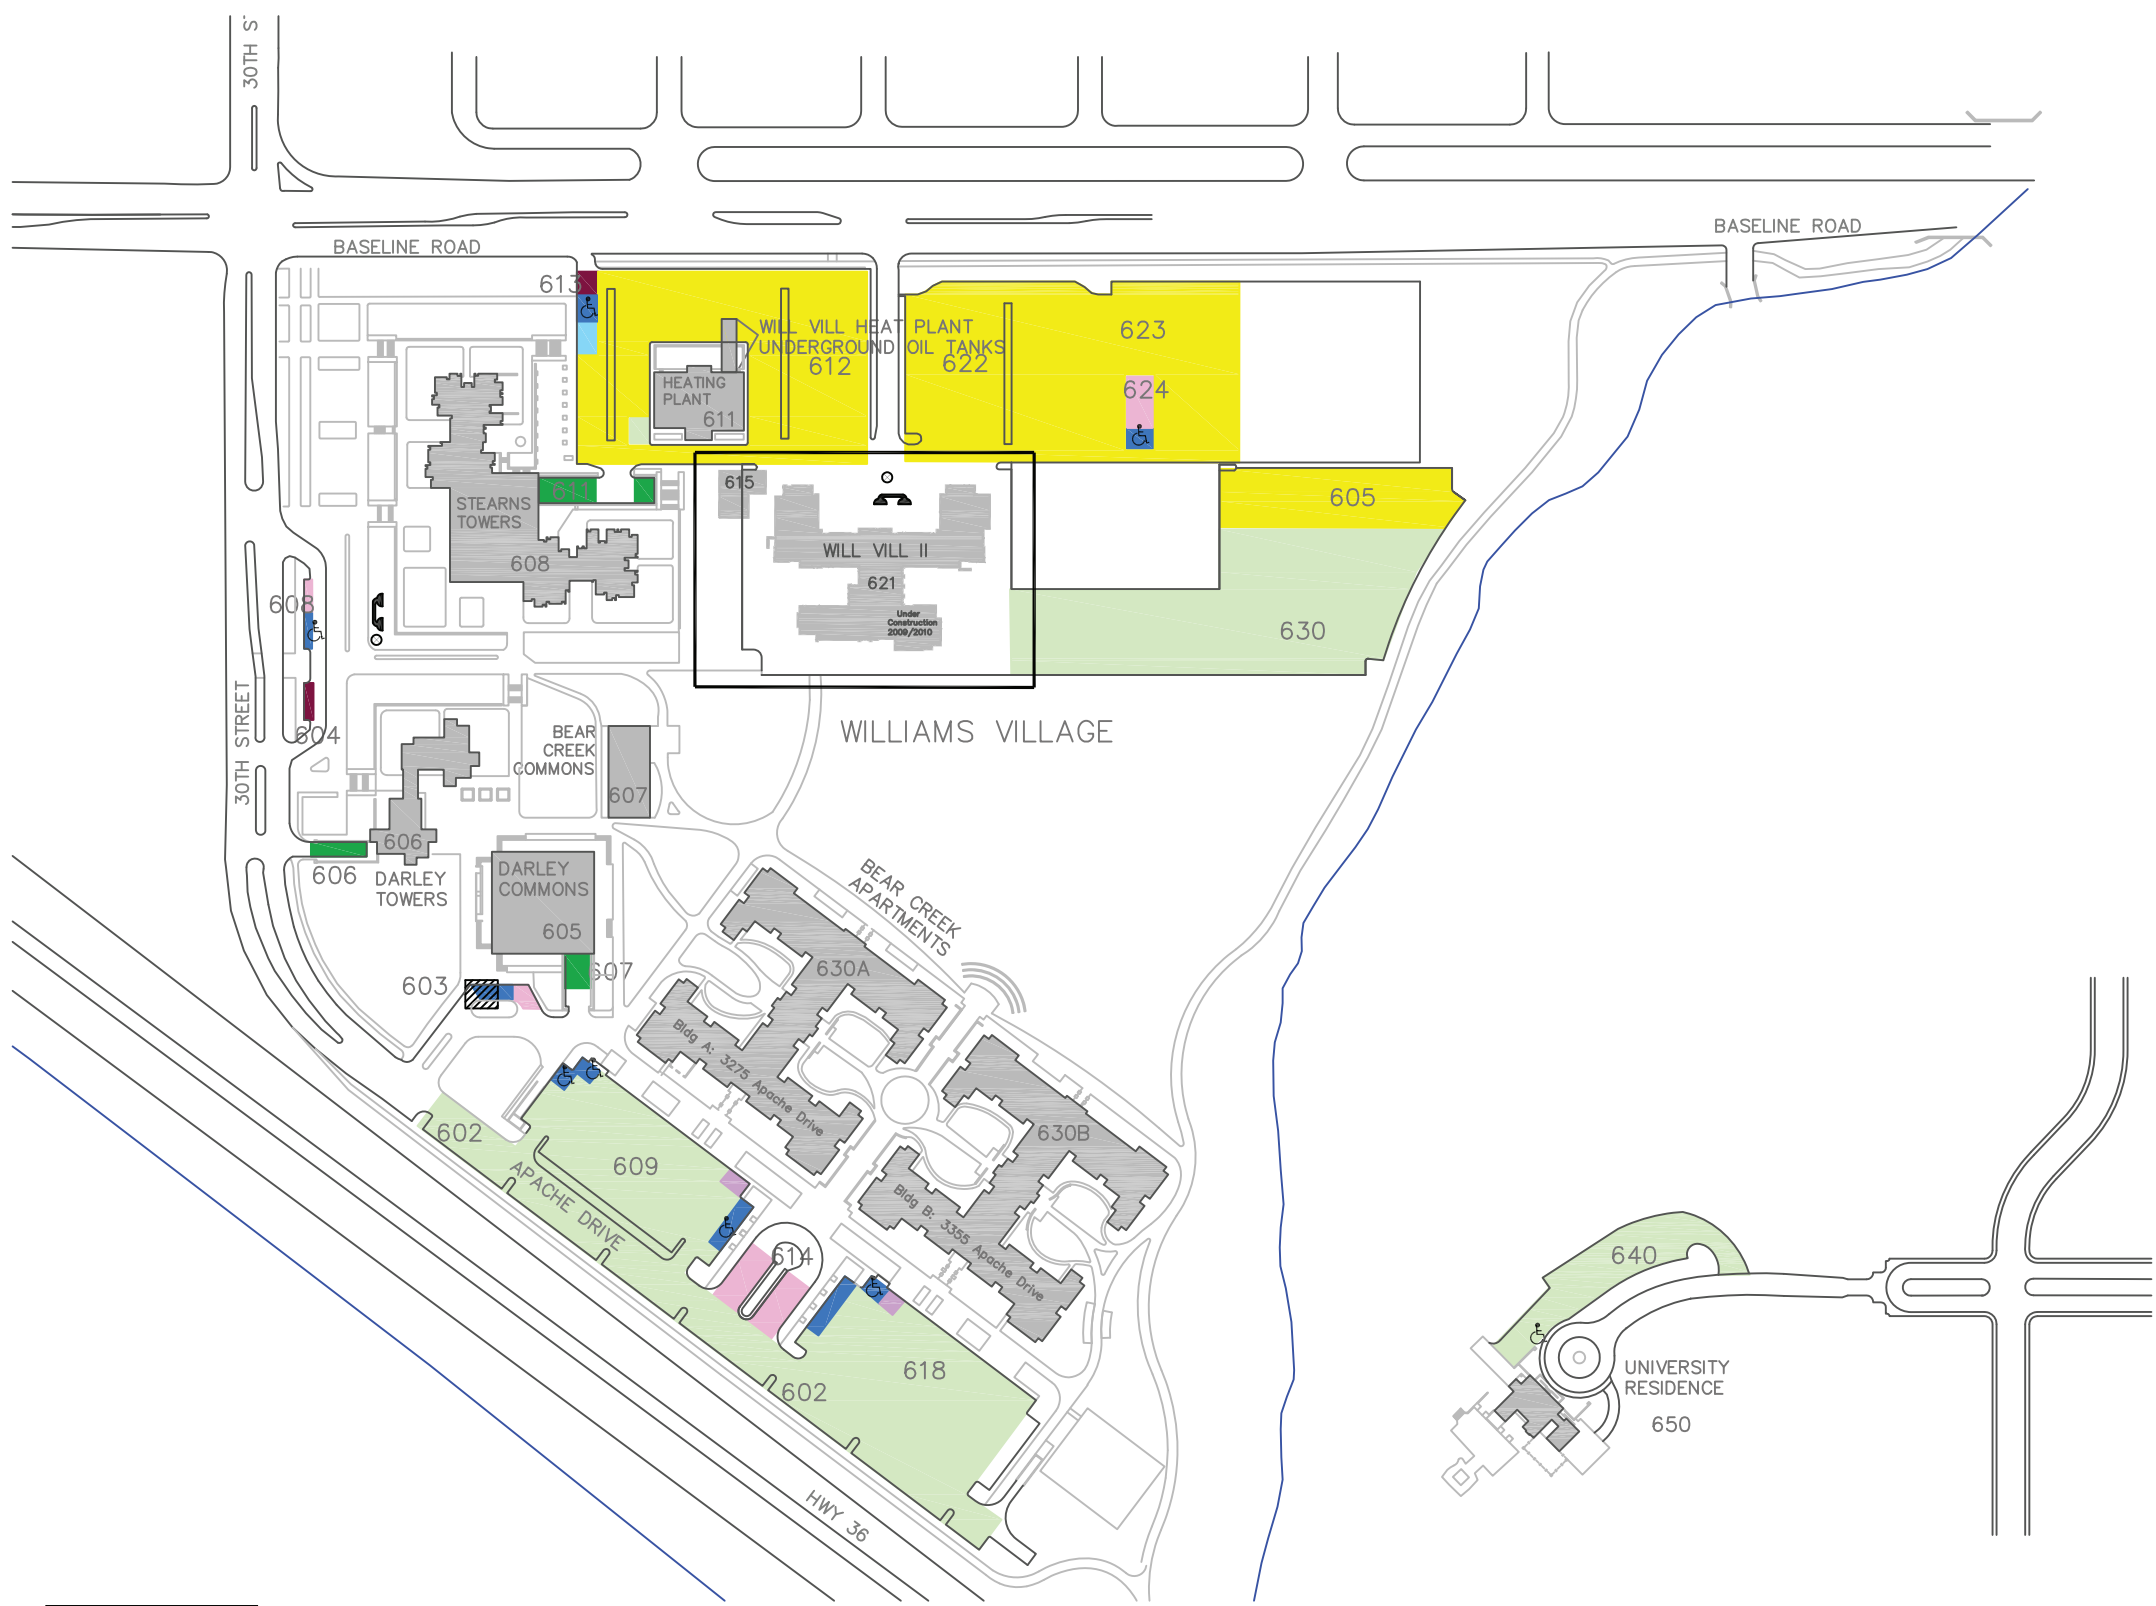 30TH ST
BASELINE ROAD
BASELINE ROAD
613
WILL VILL HEAT PLANT
UNDERGROUND OIL TANKS
612
622
623
624
HEATING
PLANT
611
611
615
605
STEARNS
TOWERS
608
WILL VILL II
621
Under
Construction
2009/2010
630
608
604
30TH STREET
WILLIAMS VILLAGE
BEAR
CREEK
COMMONS
607
606
606
DARLEY
TOWERS
DARLEY
COMMONS
605
607
603
BEAR CREEK
APARTMENTS
630A
Bldg A: 3275 Apache Drive
630B
Bldg B: 3355 Apache Drive
602
609
APACHE DRIVE
614
618
602
HWY 36
640
UNIVERSITY
RESIDENCE
650